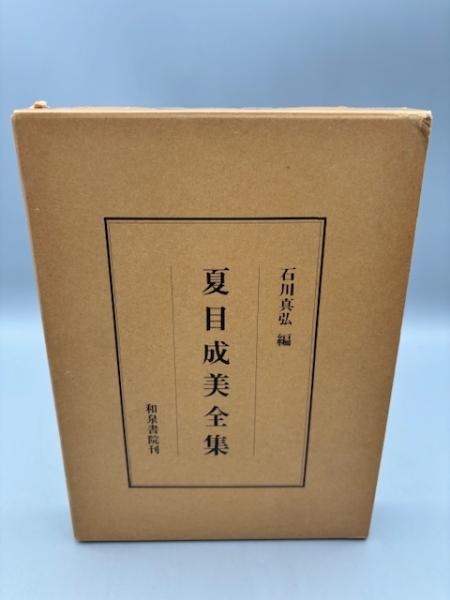 石川真弘 編
夏目成美全集
和泉書院刊